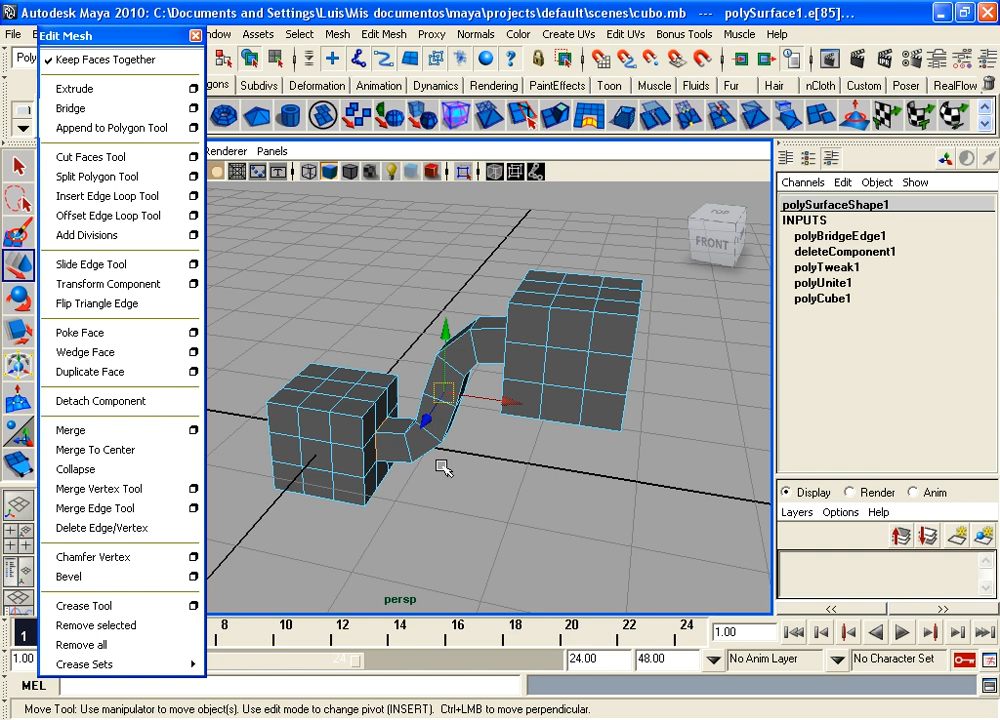 Autodesk Maya 2010: C:\Documents and Settings\Luis\Mis documentos\maya\projects\default\scenes\cubo.mb --- polySurface1.e[85]...
File
Edit Mesh
ndow Assets Select Mesh Edit Mesh Proxy Normals Color Create UVs Edit UVs Bonus Tools Muscle Help
Poly
gons Subdivs Deformation Animation Dynamics Rendering PaintEffects Toon Muscle Fluids Fur Hair nCloth Custom Poser RealFlow
Renderer Panels
Keep Faces Together
Extrude
Bridge
Append to Polygon Tool
Cut Faces Tool
Split Polygon Tool
Insert Edge Loop Tool
Offset Edge Loop Tool
Add Divisions
Slide Edge Tool
Transform Component
Flip Triangle Edge
Poke Face
Wedge Face
Duplicate Face
Detach Component
Merge
Merge To Center
Collapse
Merge Vertex Tool
Merge Edge Tool
Delete Edge/Vertex
Chamfer Vertex
Bevel
Crease Tool
Remove selected
Remove all
Crease Sets
TOP
FRONT
persp
Channels Edit Object Show
polySurfaceShape1
INPUTS
polyBridgeEdge1
deleteComponent1
polyTweak1
polyUnite1
polyCube1
Display Render Anim
Layers Options Help
<< >>
1 8 10 12 14 16 18 20 22 24 1.00
1.00 24 24.00 48.00 No Anim Layer No Character Set
MEL
Move Tool: Use manipulator to move object(s). Use edit mode to change pivot (INSERT). Ctrl+LMB to move perpendicular.